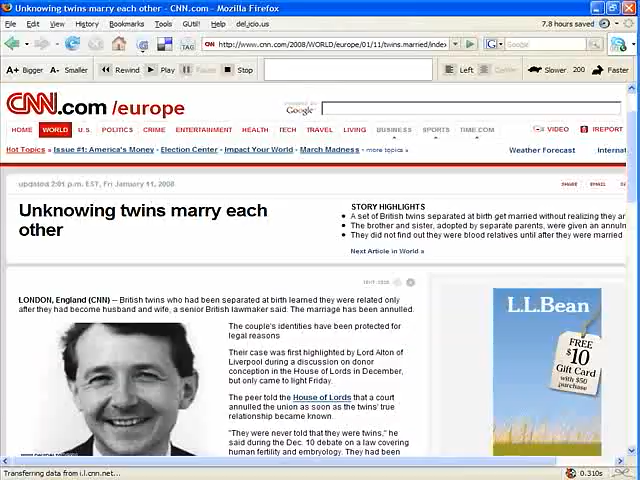 Unknowing twins marry each other - CNN.com - Mozilla Firefox
File Edit View History Bookmarks Tools GUtil! Help del.icio.us 7.8 hours saved
TAG http://www.cnn.com/2008/WORLD/europe/01/11/twins.married/index Google
A+ Bigger A- Smaller Rewind Play Pause Stop Left Center Slower 200 Faster
CNN.com /europe
Google
HOME WORLD U.S. POLITICS CRIME ENTERTAINMENT HEALTH TECH TRAVEL LIVING BUSINESS SPORTS TIME.COM VIDEO IREPORT
Hot Topics » Issue #1: America's Money · Election Center · Impact Your World · March Madness · more topics » Weather Forecast Internat
updated 2:01 p.m. EST, Fri January 11, 2008 SHARE EMAIL
Unknowing twins marry each
other
STORY HIGHLIGHTS
• A set of British twins separated at birth get married without realizing they ar
• The brother and sister, adopted by separate parents, were given an annulm
• They did not find out they were blood relatives until after they were married
Next Article in World »
TEXT SIZE
LONDON, England (CNN) -- British twins who had been separated at birth learned they were related only
after they had become husband and wife, a senior British lawmaker said. The marriage has been annulled.
The couple's identities have been protected for
legal reasons
Their case was first highlighted by Lord Alton of
Liverpool during a discussion on donor
conception in the House of Lords in December,
but only came to light Friday.
The peer told the House of Lords that a court
annulled the union as soon as the twins' true
relationship became known.
"They were never told that they were twins," he
said during the Dec. 10 debate on a law covering
human fertility and embryology. "They had been
L.L.Bean
FREE
$10
Gift Card
with $50
purchase
Transferring data from i.l.cnn.net... 0.310s